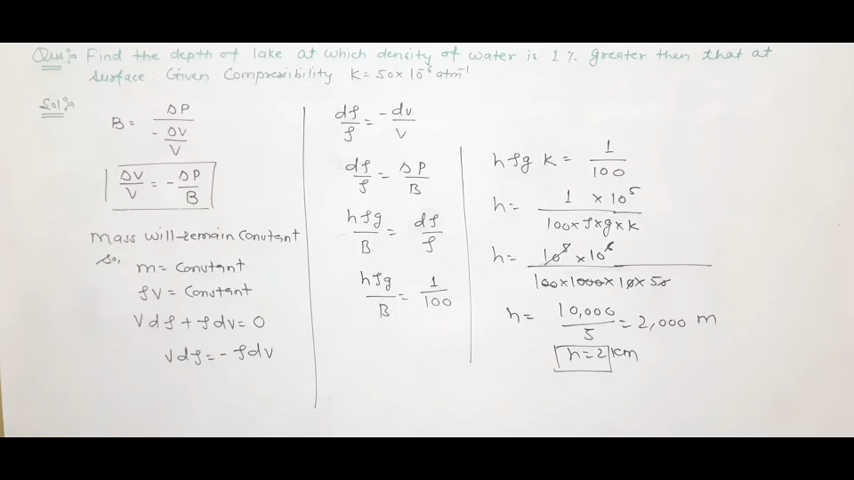 Que:→ Find the depth of lake at which density of water is 1 %. greater then that at
surface. Given Compressibility K = 50 × 10⁻⁶ atm⁻¹
Sol:→
B = ΔP / (-ΔV/V)
ΔV/V = - ΔP/B
Mass will remain Constant
So,
m = Constant
ρV = Constant
Vdρ + ρdv = 0
Vdρ = - ρdv
dρ/ρ = -dv/V
dρ/ρ = ΔP/B
hρg/B = dρ/ρ
hρg/B = 1/100
hρg K = 1/100
h = 1 × 10⁵ / 100×ρ×g×K
h = 10⁵ × 10⁶ / 100×1000×10×50
h = 10,000/5 = 2,000 m
h = 2 km